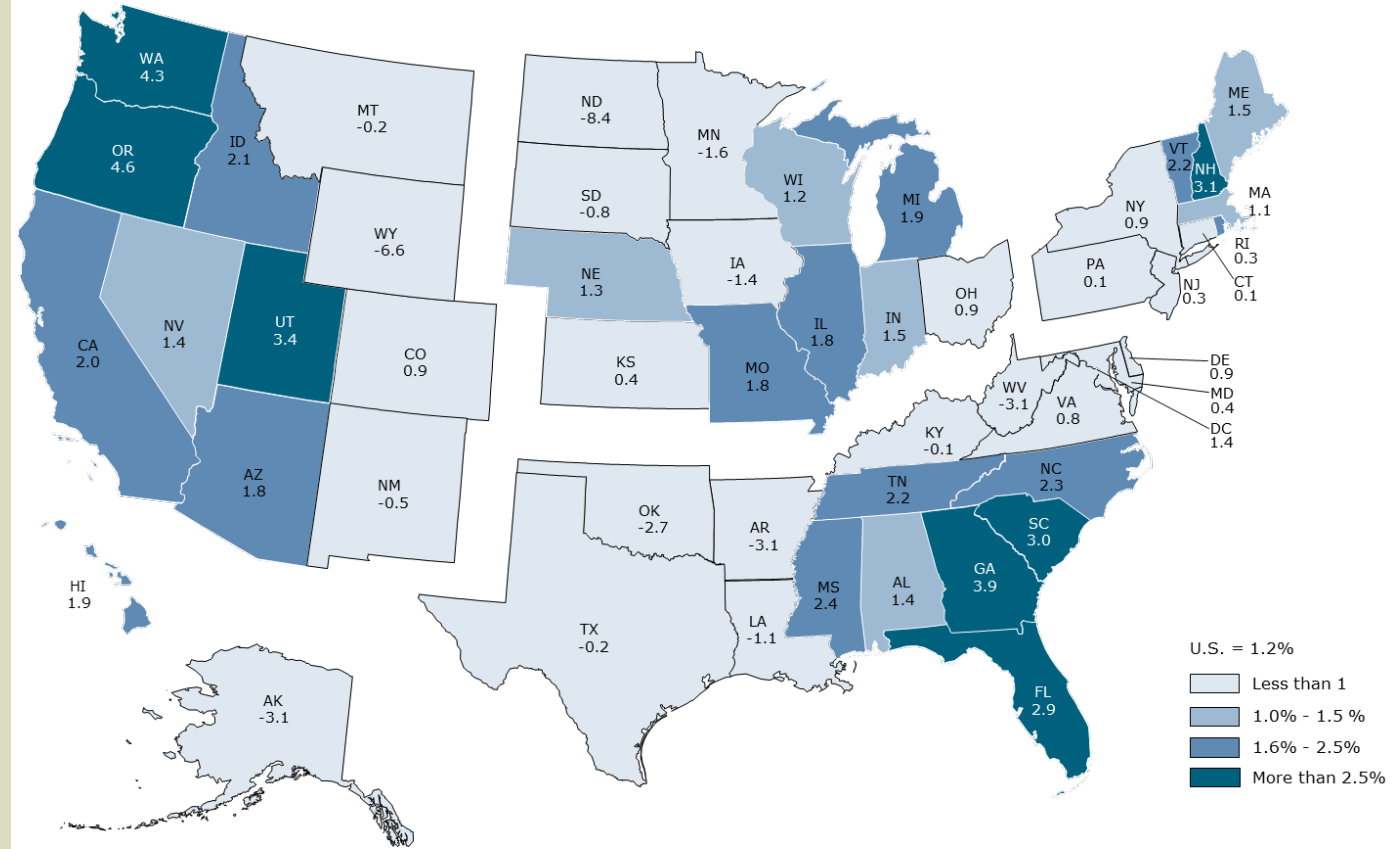 WA
4.3
OR
4.6
CA
2.0
ID
2.1
NV
1.4
UT
3.4
AZ
1.8
MT
-0.2
WY
-6.6
CO
0.9
NM
-0.5
HI
1.9
AK
-3.1
ND
-8.4
SD
-0.8
NE
1.3
KS
0.4
OK
-2.7
TX
-0.2
MN
-1.6
IA
-1.4
MO
1.8
AR
-3.1
LA
-1.1
WI
1.2
IL
1.8
MI
1.9
IN
1.5
OH
0.9
KY
-0.1
TN
2.2
MS
2.4
AL
1.4
GA
3.9
FL
2.9
SC
3.0
NC
2.3
WV
-3.1
VA
0.8
PA
0.1
NY
0.9
VT
2.2
NH
3.1
ME
1.5
MA
1.1
RI
0.3
CT
0.1
NJ
0.3
DE
0.9
MD
0.4
DC
1.4
U.S. = 1.2%
Less than 1
1.0% - 1.5 %
1.6% - 2.5%
More than 2.5%